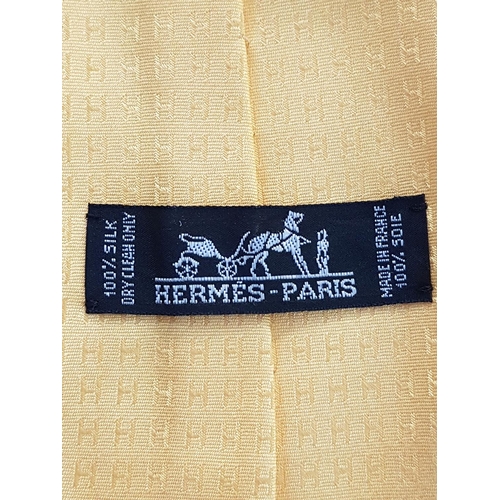 100% SILK
DRY CLEAN ONLY
HERMÈS-PARIS
MADE IN FRANCE
100% SOIE